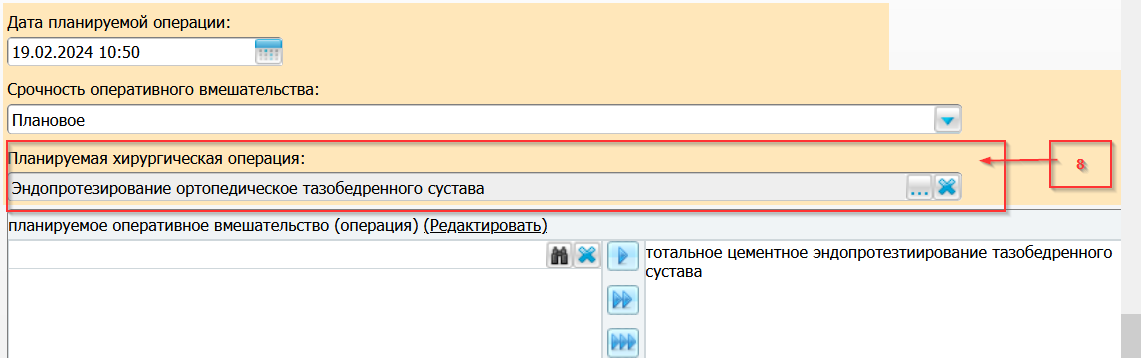 Дата планируемой операции:
19.02.2024 10:50
Срочность оперативного вмешательства:
Плановое
Планируемая хирургическая операция:
8
Эндопротезирование ортопедическое тазобедренного сустава
...
планируемое оперативное вмешательство (операция) (Редактировать)
тотальное цементное эндопротезтиирование тазобедренного
сустава